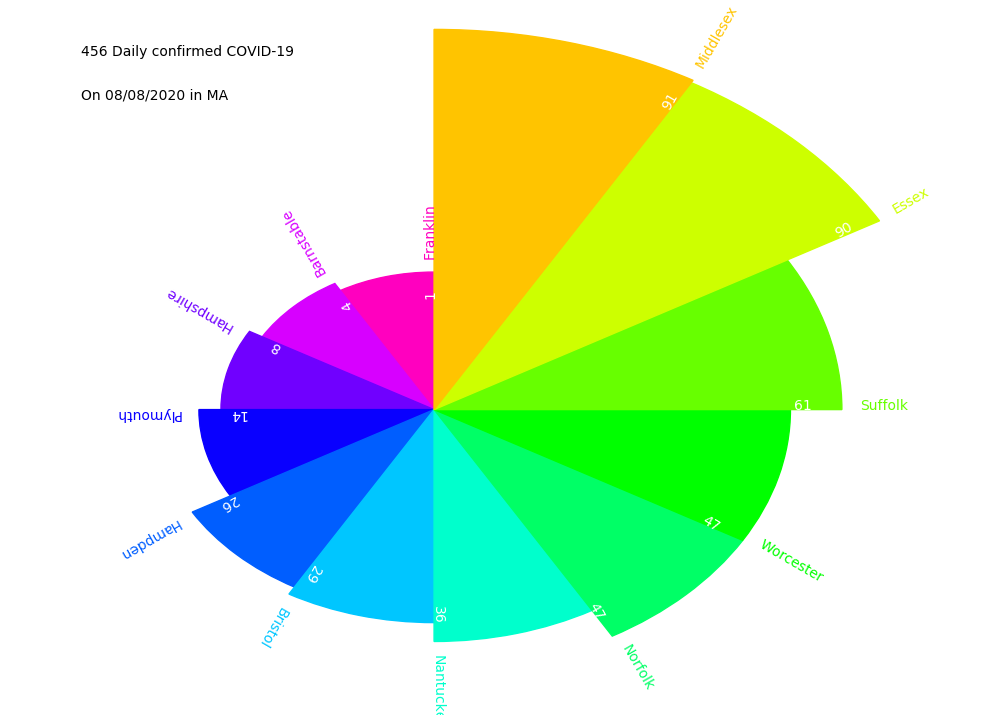 456 Daily confirmed COVID-19
On 08/08/2020 in MA
Middlesex
91
Essex
90
Suffolk
61
Worcester
47
Norfolk
47
Nantucke
36
Bristol
29
Hampden
26
Plymouth
14
Hampshire
8
Barnstable
4
Franklin
1